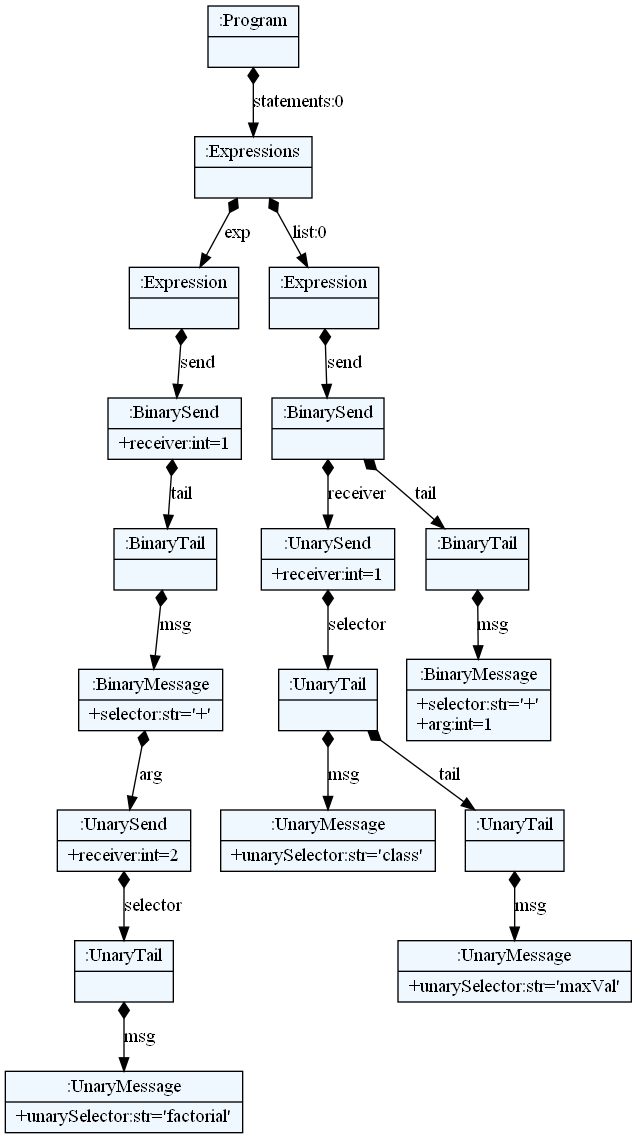 :Program
statements:0
:Expressions
exp
list:0
:Expression
:Expression
send
send
:BinarySend
+receiver:int=1
:BinarySend
tail
receiver
tail
:BinaryTail
:UnarySend
+receiver:int=1
:BinaryTail
msg
selector
msg
:BinaryMessage
+selector:str='+'
:UnaryTail
:BinaryMessage
+selector:str='+'
+arg:int=1
arg
msg
tail
:UnarySend
+receiver:int=2
:UnaryMessage
+unarySelector:str='class'
:UnaryTail
selector
msg
:UnaryTail
:UnaryMessage
+unarySelector:str='maxVal'
msg
:UnaryMessage
+unarySelector:str='factorial'